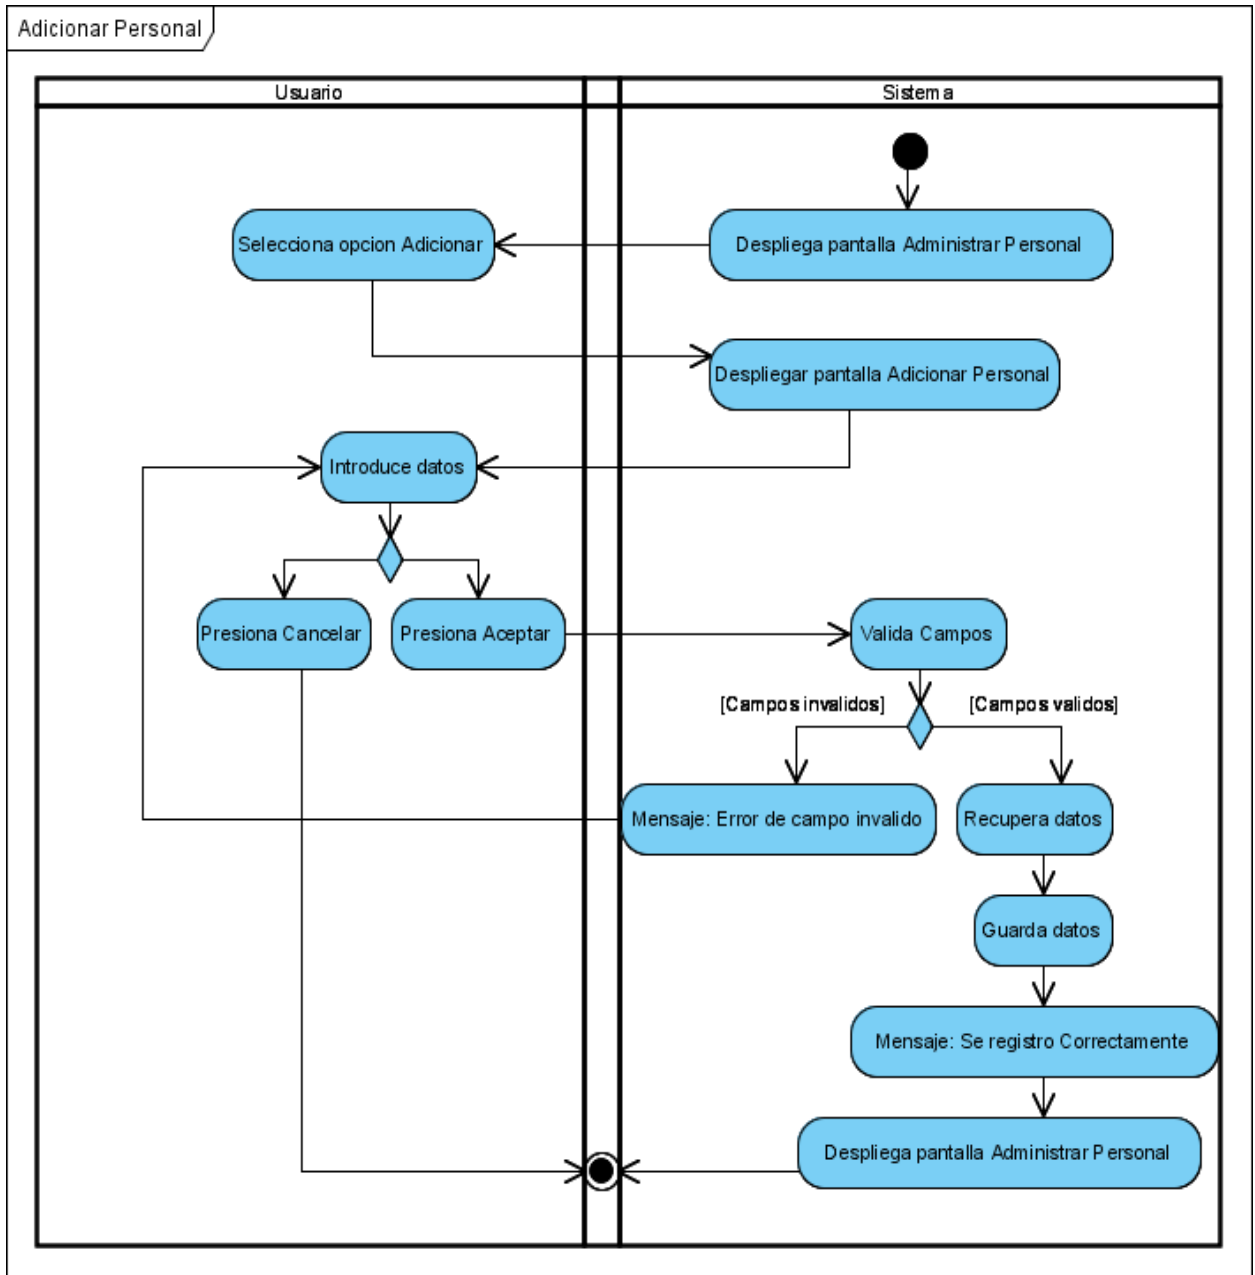 Adicionar Personal
Usuario
Sistema
Selecciona opcion Adicionar
Despliega pantalla Administrar Personal
Despliegar pantalla Adicionar Personal
Introduce datos
Presiona Cancelar
Presiona Aceptar
Valida Campos
[Campos invalidos]
[Campos validos]
Mensaje: Error de campo invalido
Recupera datos
Guarda datos
Mensaje: Se registro Correctamente
Despliega pantalla Administrar Personal